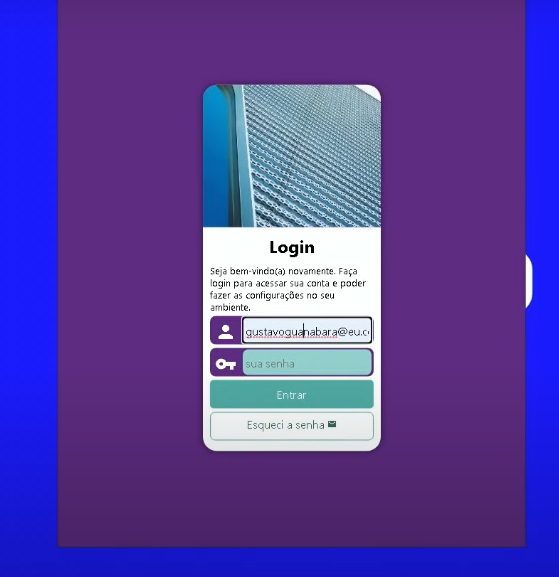 Login
Seja bem-vindo(a) novamente. Faça
login para acessar sua conta e poder
fazer as configurações no seu
ambiente.
gustavoguanabara@eu.c
sua senha
Entrar
Esqueci a senha